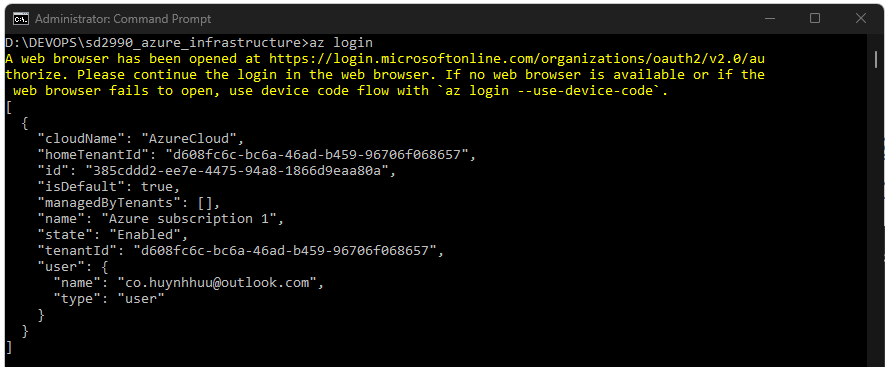 Administrator: Command Prompt
D:\DEVOPS\sd2990_azure_infrastructure>az login
A web browser has been opened at https://login.microsoftonline.com/organizations/oauth2/v2.0/au
thorize. Please continue the login in the web browser. If no web browser is available or if the
 web browser fails to open, use device code flow with `az login --use-device-code`.
[
  {
    "cloudName": "AzureCloud",
    "homeTenantId": "d608fc6c-bc6a-46ad-b459-96706f068657",
    "id": "385cddd2-ee7e-4475-94a8-1866d9eaa80a",
    "isDefault": true,
    "managedByTenants": [],
    "name": "Azure subscription 1",
    "state": "Enabled",
    "tenantId": "d608fc6c-bc6a-46ad-b459-96706f068657",
    "user": {
      "name": "co.huynhhuu@outlook.com",
      "type": "user"
    }
  }
]